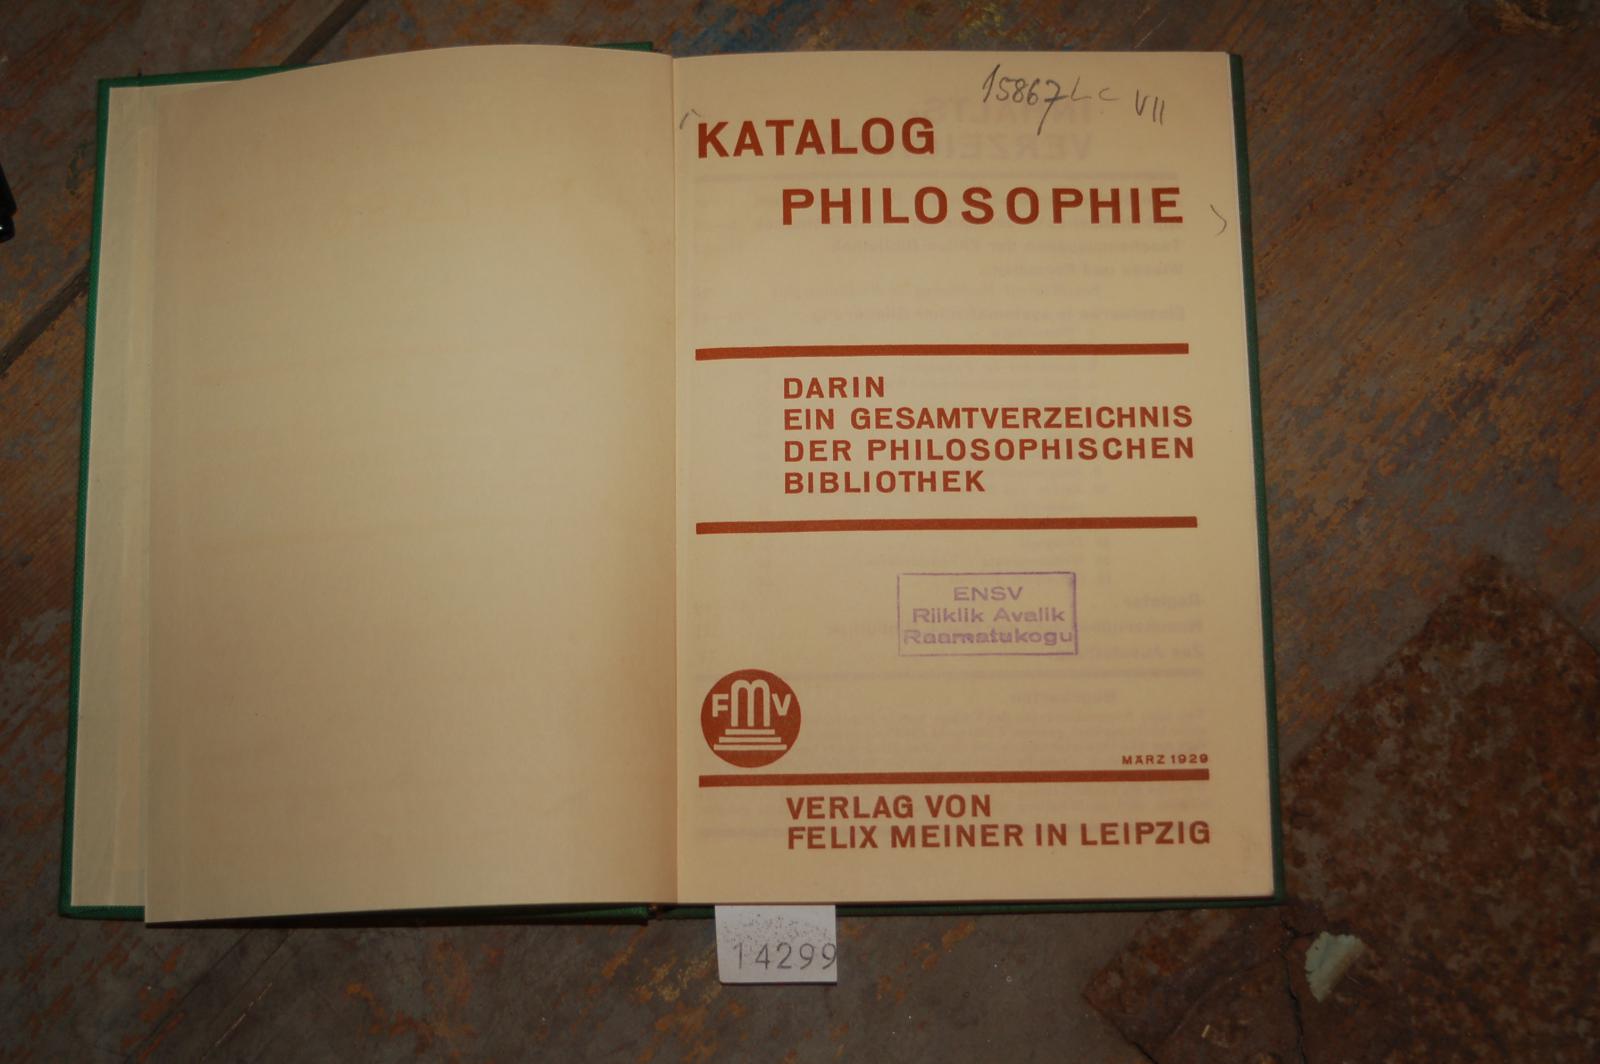 15867
VII
KATALOG
PHILOSOPHIE
DARIN
EIN GESAMTVERZEICHNIS
DER PHILOSOPHISCHEN
BIBLIOTHEK
ENSV
Riiklik Avalik
Raamatukogu
FMV
MÄRZ 1929
VERLAG VON
FELIX MEINER IN LEIPZIG
14299